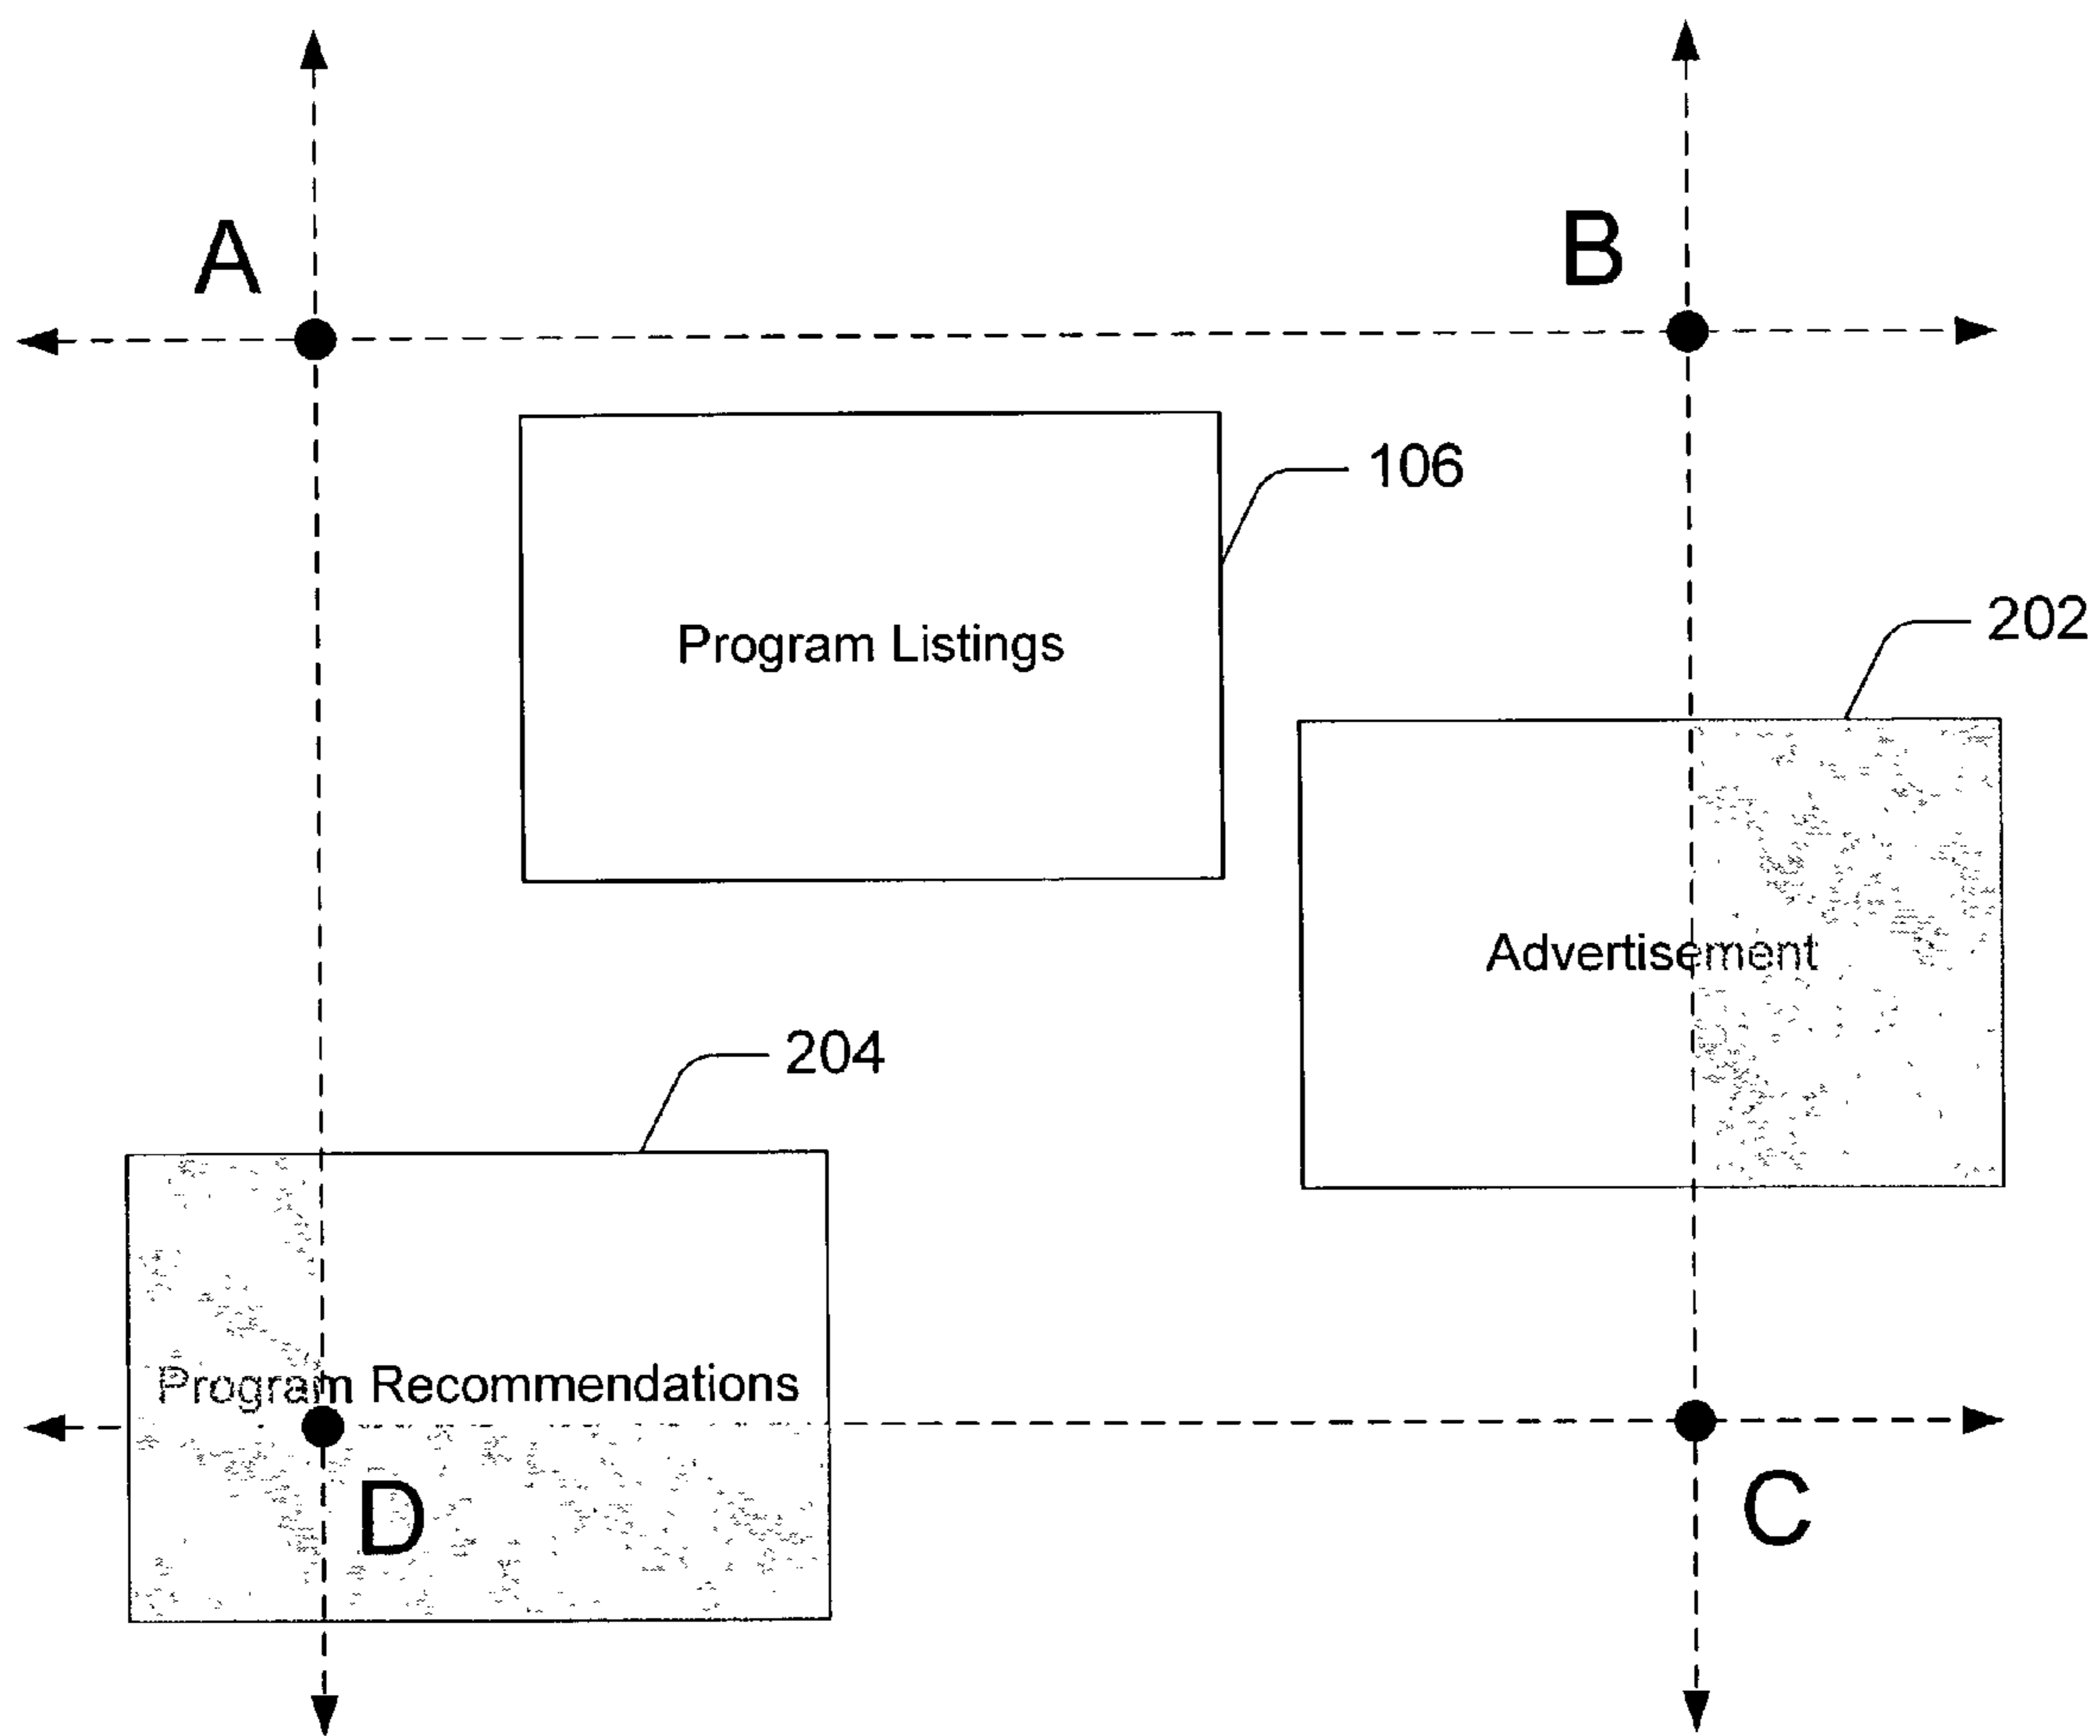 A
B
106
Program Listings
202
Advertisement
204
Program Recommendations
D
C